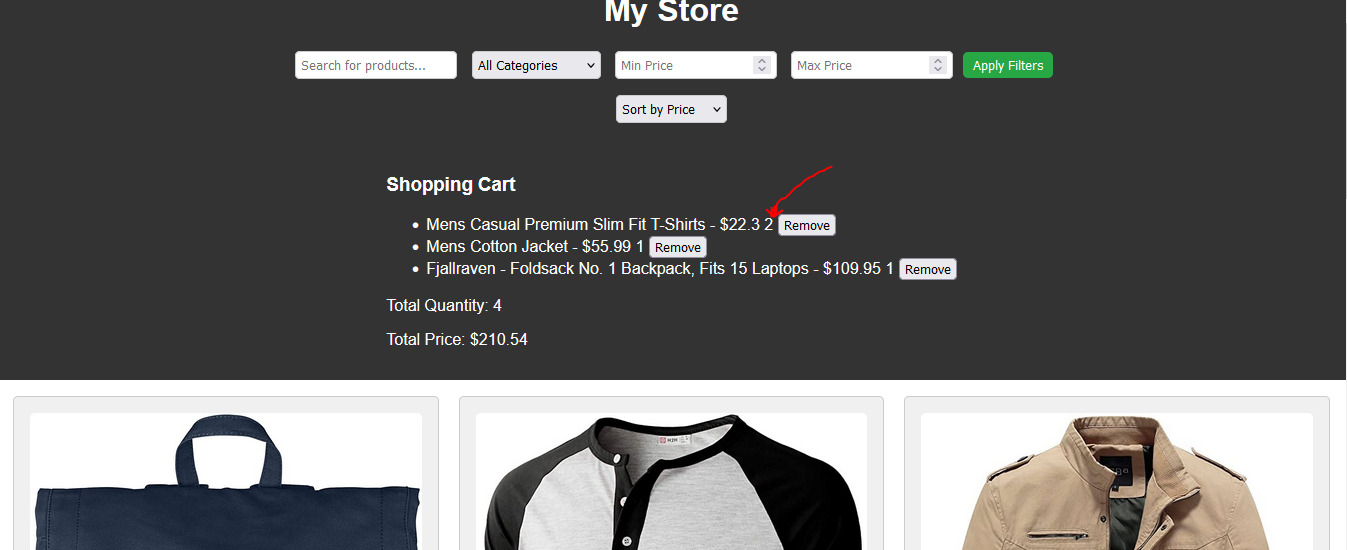 My Store
Search for products... All Categories Min Price Max Price Apply Filters
Sort by Price
Shopping Cart
Mens Casual Premium Slim Fit T-Shirts - $22.3 2 Remove
Mens Cotton Jacket - $55.99 1 Remove
Fjallraven - Foldsack No. 1 Backpack, Fits 15 Laptops - $109.95 1 Remove
Total Quantity: 4
Total Price: $210.54